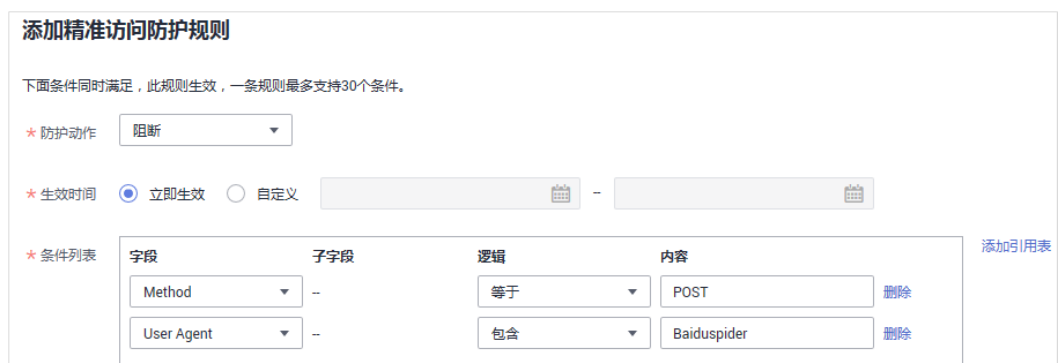 添加精准访问防护规则
下面条件同时满足，此规则生效，一条规则最多支持30个条件。
* 防护动作 阻断
* 生效时间 立即生效 自定义 --
* 条件列表 字段 子字段 逻辑 内容 添加引用表
Method -- 等于 POST 删除
User Agent -- 包含 Baiduspider 删除